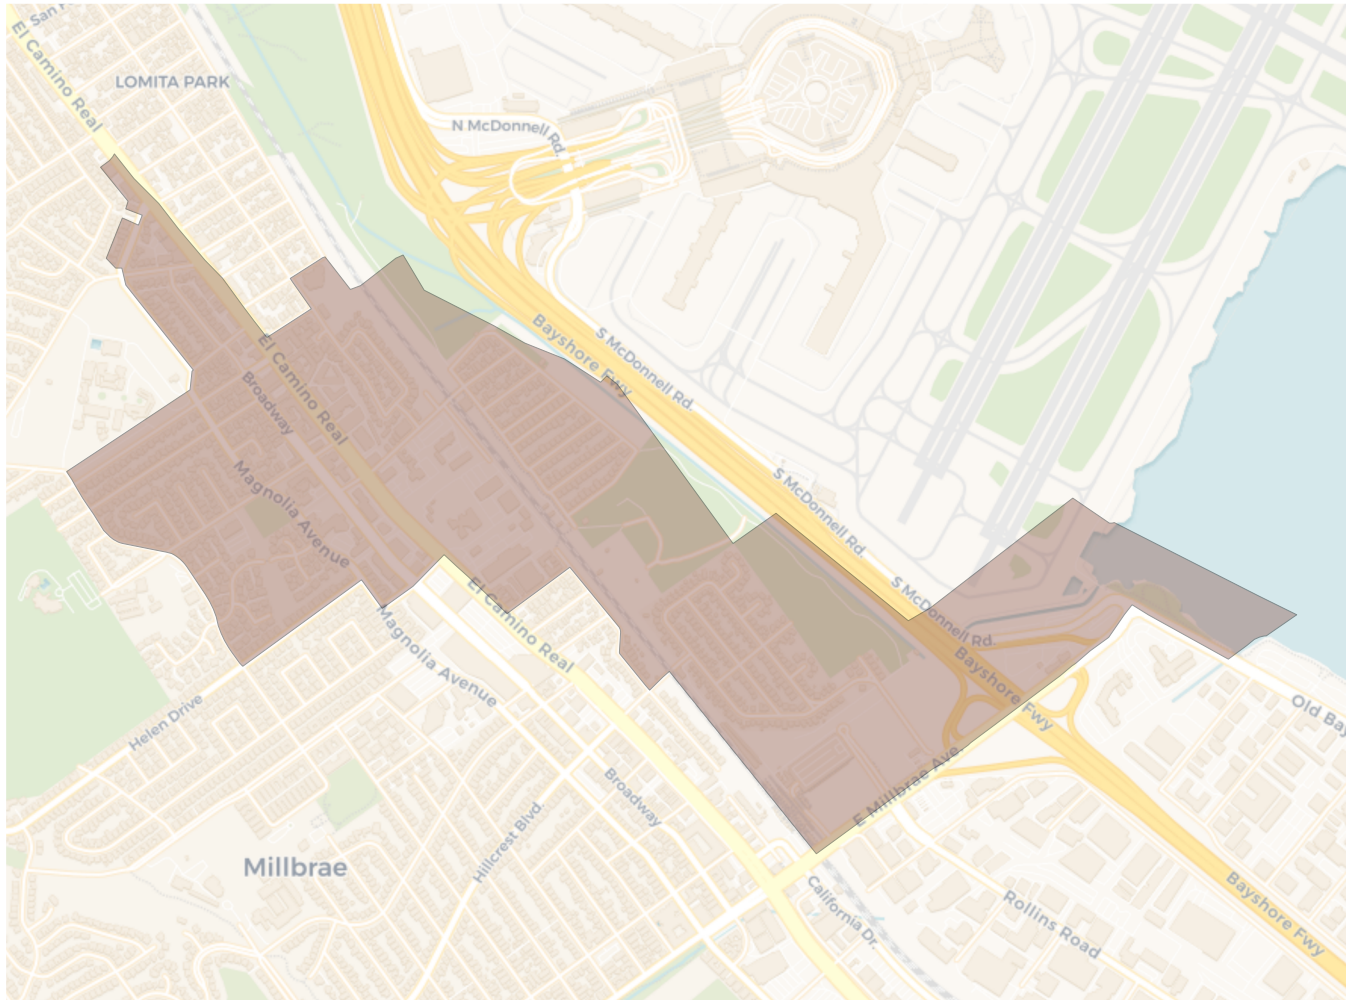 San
El Camino Real
LOMITA PARK
N McDonnell Rd.
Bayshore Fwy
S McDonnell Rd.
El Camino Real
Broadway
Magnolia Avenue
S McDonnell Rd.
S McDonnell Rd.
El Camino Real
Magnolia Avenue
Bayshore Fwy
Helen Drive
Old Bay
E Millbrae Ave.
Broadway
Hillcrest Blvd.
Millbrae
California Dr.
Rollins Road
Bayshore Fwy